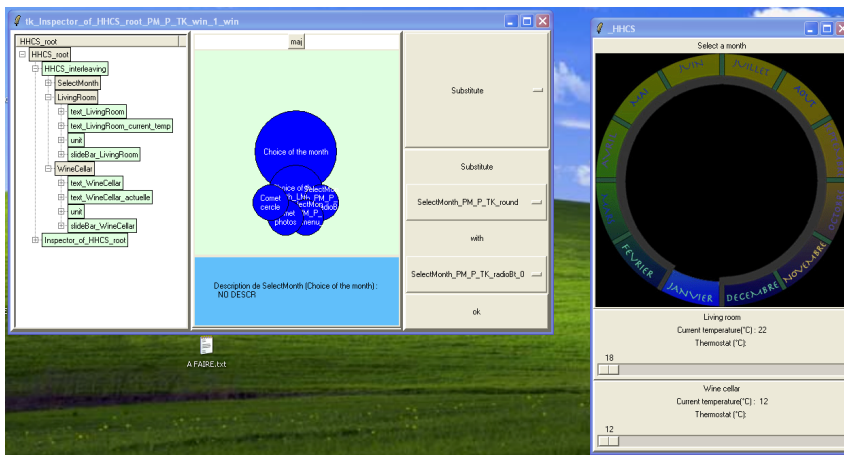 tk_Inspector_of_HHCS_root_PM_P_TK_win_1_win
HHCS_root
HHCS_root
HHCS_interleaving
SelectMonth
LivingRoom
text_LivingRoom
text_LivingRoom_current_temp
unit
slideBar_LivingRoom
WineCellar
text_WineCellar
text_WineCellar_actuelle
unit
slideBar_WineCellar
Inspector_of_HHCS_root
maj
Choice of the month
Comet
cercle
photos
menu_
Description de SelectMonth (Choice of the month) :
NO DESCR
Substitute
Substitute
SelectMonth_PM_P_TK_round
with
SelectMonth_PM_P_TK_radioBt_0
ok
A FAIRE.txt
_HHCS
Select a month
JUIN
JUILLET
MAI
AOUT
FEVRIER
JANVIER
DECEMBRE
NOVEMBRE
Living room
Current temperature(°C) : 22
Thermostat (°C):
18
Wine cellar
Current temperature(°C) : 12
Thermostat (°C):
12